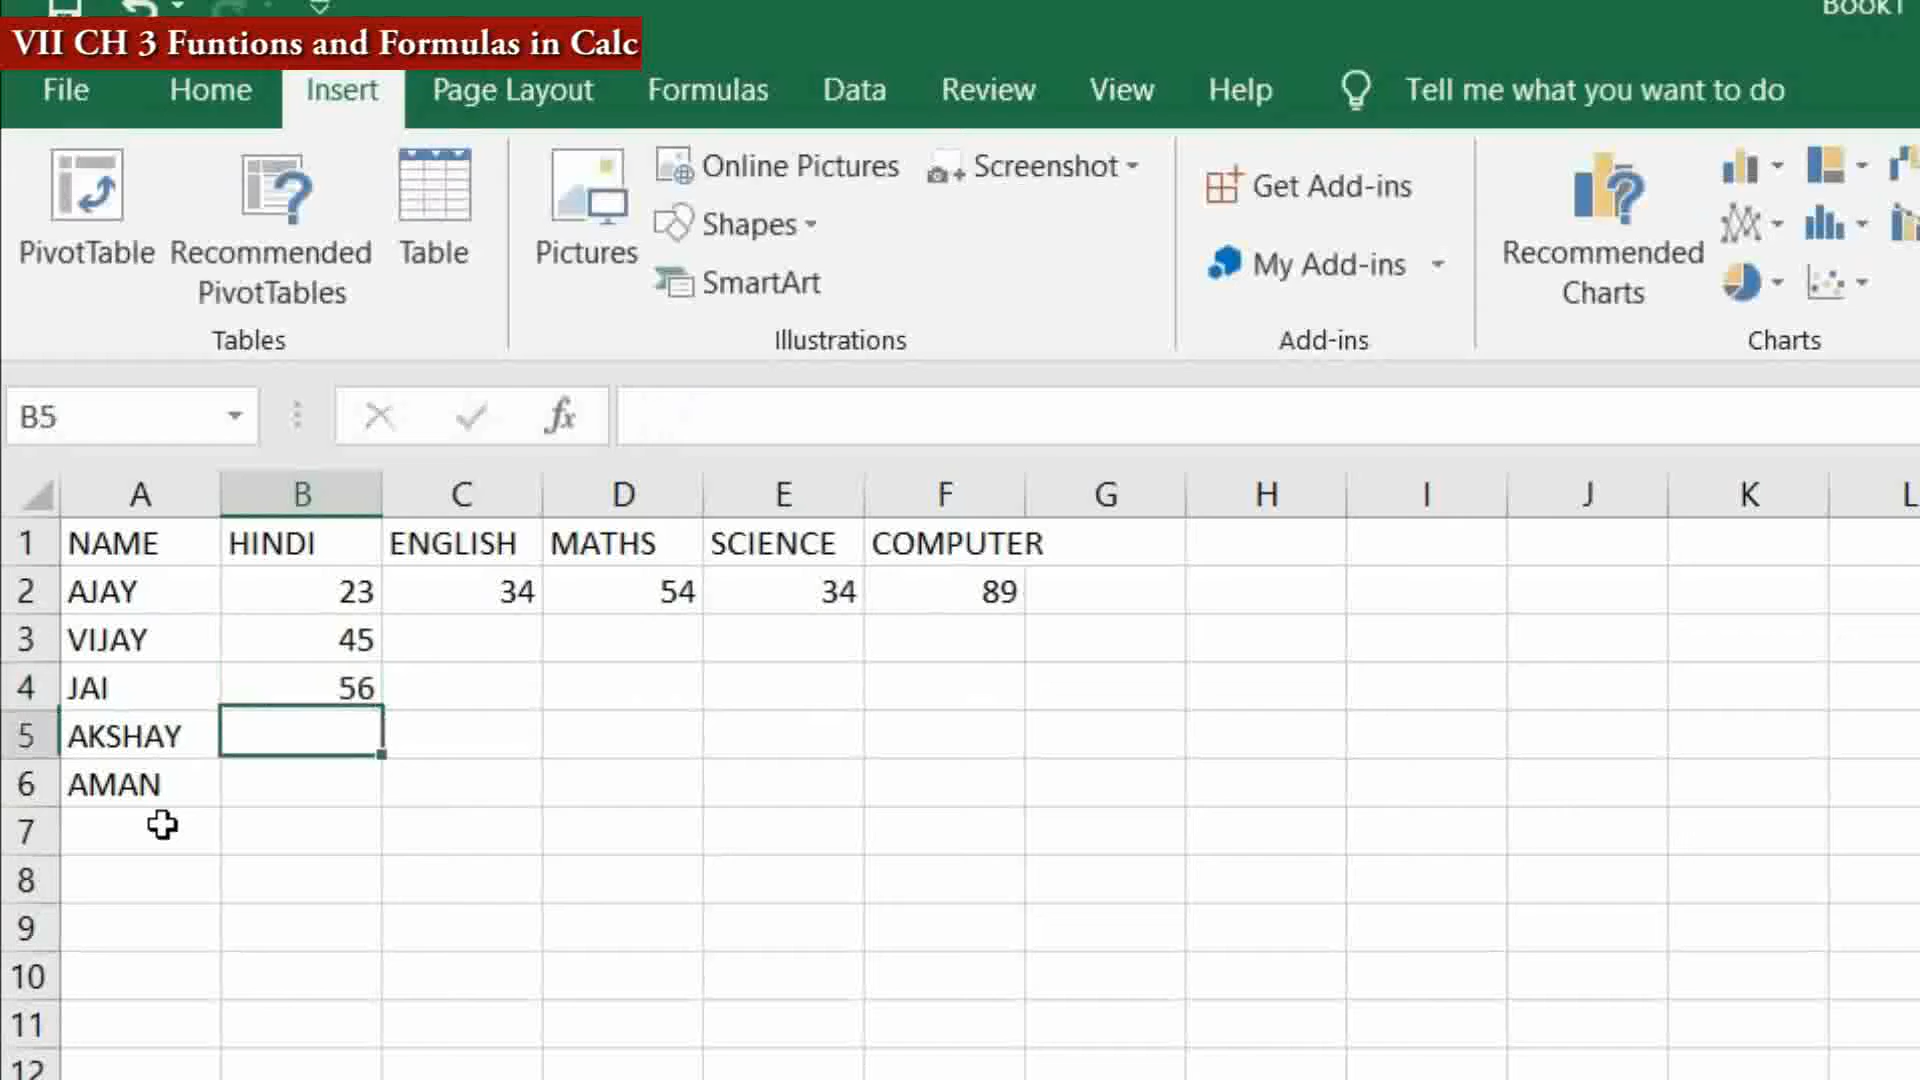 Book1
VII CH 3 Funtions and Formulas in Calc
File Home Insert Page Layout Formulas Data Review View Help Tell me what you want to do
PivotTable
Recommended
PivotTables
Table
Tables
Pictures
Online Pictures
Shapes
SmartArt
Screenshot
Illustrations
Get Add-ins
My Add-ins
Add-ins
Recommended
Charts
Charts
B5 fx
A B C D E F G H I J K L
1 NAME HINDI ENGLISH MATHS SCIENCE COMPUTER
2 AJAY 23 34 54 34 89
3 VIJAY 45
4 JAI 56
5 AKSHAY
6 AMAN
7
8
9
10
11
12